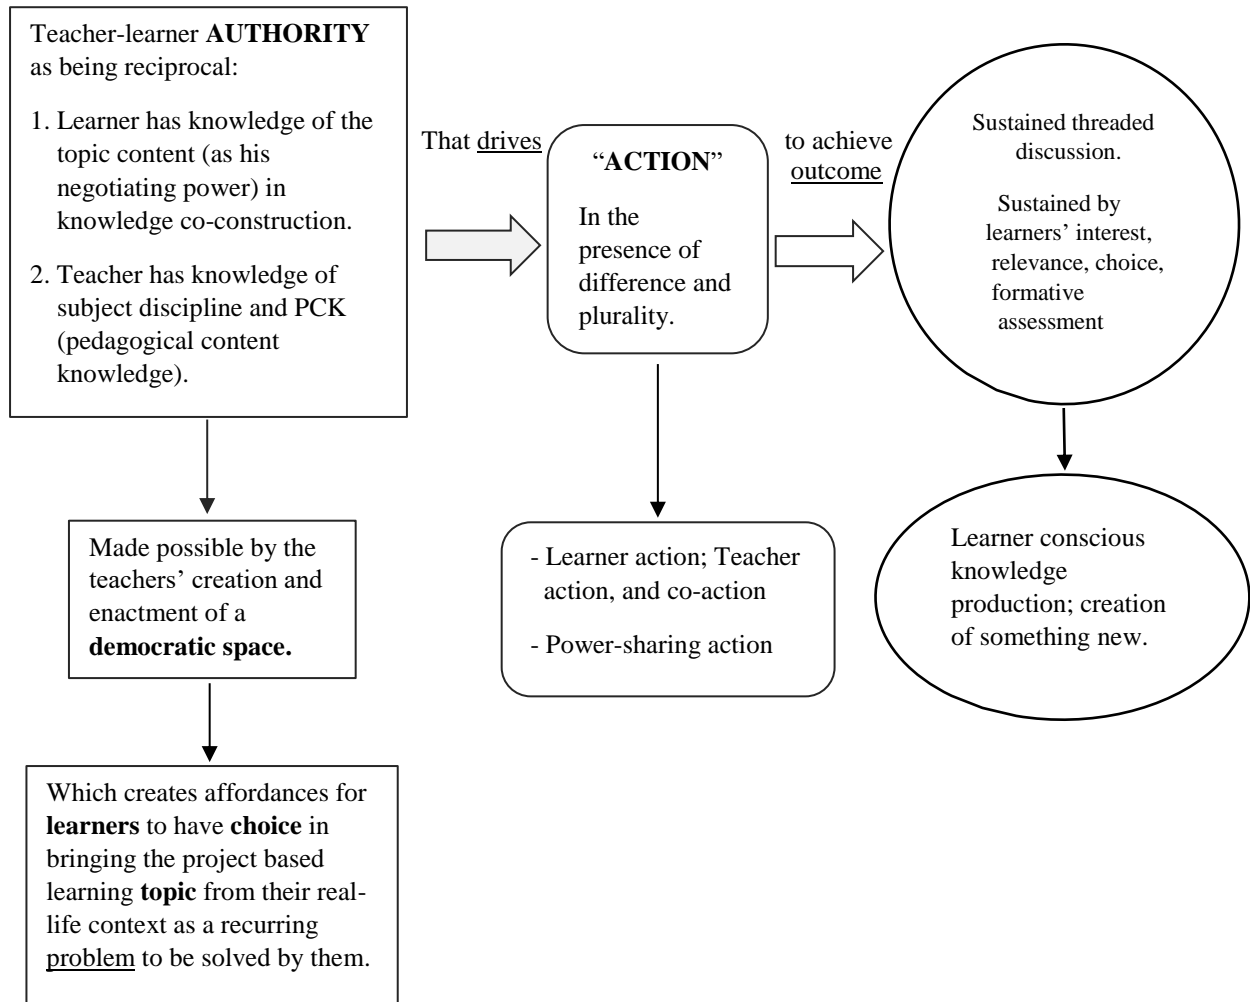 Teacher-learner AUTHORITY
as being reciprocal:
1. Learner has knowledge of the
topic content (as his
negotiating power) in
knowledge co-construction.
2. Teacher has knowledge of
subject discipline and PCK
(pedagogical content
knowledge).
That drives
“ACTION”
In the
presence of
difference and
plurality.
to achieve
outcome
Sustained threaded
discussion.
Sustained by
learners’ interest,
relevance, choice,
formative
assessment
Made possible by the
teachers’ creation and
enactment of a
democratic space.
- Learner action; Teacher
action, and co-action
- Power-sharing action
Learner conscious
knowledge
production; creation
of something new.
Which creates affordances for
learners to have choice in
bringing the project based
learning topic from their real-
life context as a recurring
problem to be solved by them.